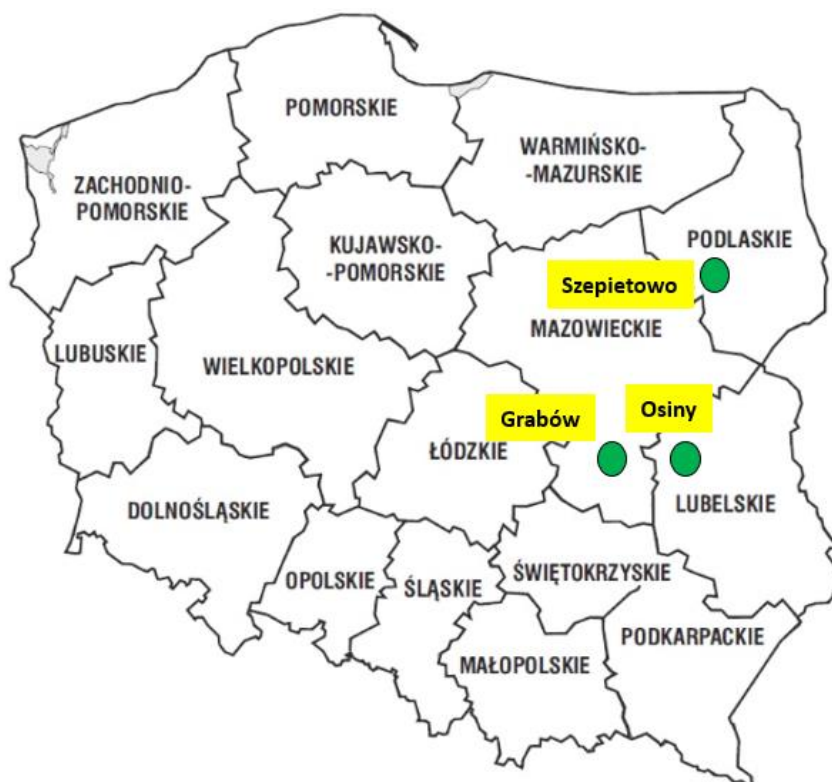 POMORSKIE
WARMIŃSKO-
-MAZURSKIE
ZACHODNIO-
POMORSKIE
KUJAWSKO-
-POMORSKIE
PODLASKIE
Szepietowo
MAZOWIECKIE
LUBUSKIE
WIELKOPOLSKIE
Grabów
Osiny
ŁÓDZKIE
LUBELSKIE
DOLNOŚLĄSKIE
OPOLSKIE
ŚLĄSKIE
ŚWIĘTOKRZYSKIE
PODKARPACKIE
MAŁOPOLSKIE